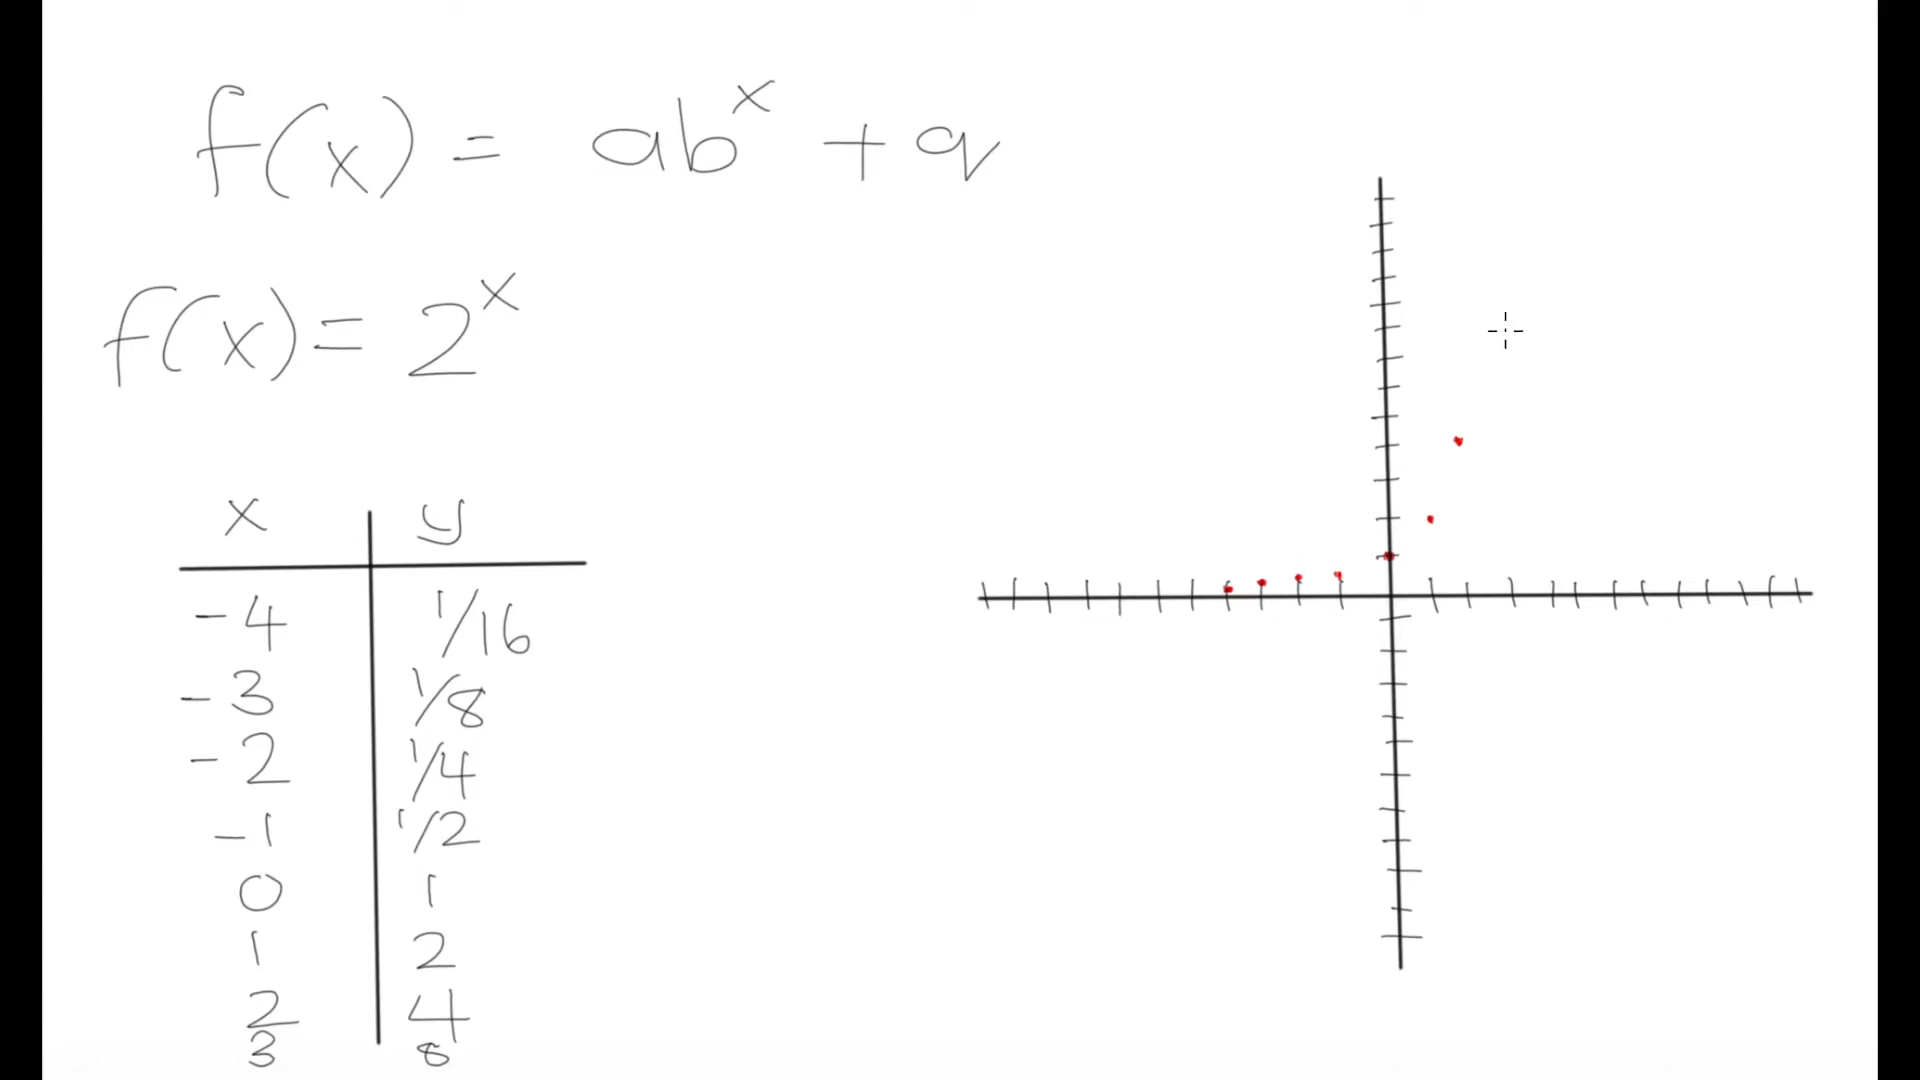 f(x) = ab^x + q
f(x) = 2^x
x y
-4 1/16
-3 1/8
-2 1/4
-1 1/2
0 1
1 2
2 4
3 8